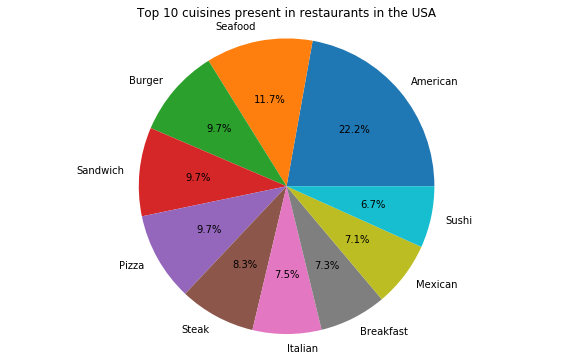 Top 10 cuisines present in restaurants in the USA
American
22.2%
Seafood
11.7%
Burger
9.7%
Sandwich
9.7%
Pizza
9.7%
Steak
8.3%
Italian
7.5%
Breakfast
7.3%
Mexican
7.1%
Sushi
6.7%